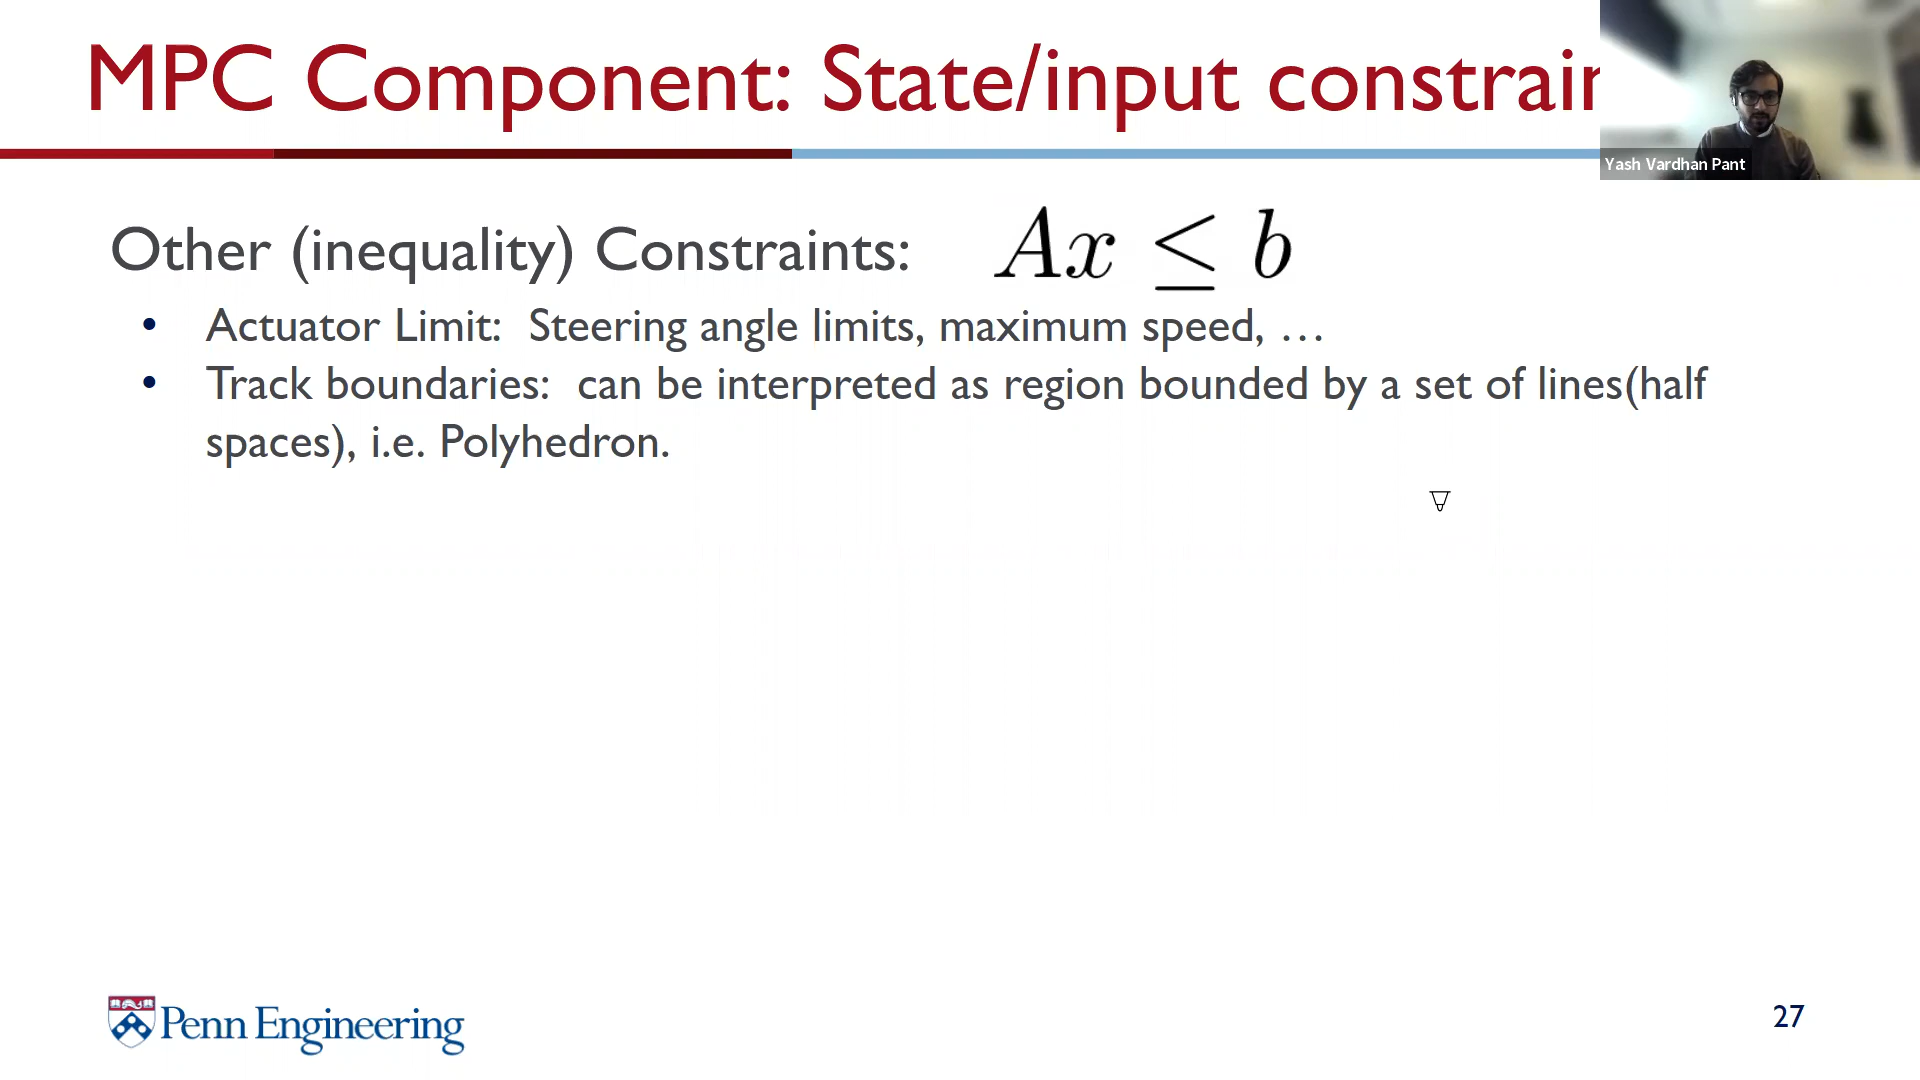 MPC Component: State/input constrain
Yash Vardhan Pant
Other (inequality) Constraints: Ax ≤ b
• Actuator Limit: Steering angle limits, maximum speed, …
• Track boundaries: can be interpreted as region bounded by a set of lines(half
spaces), i.e. Polyhedron.
Penn Engineering
27